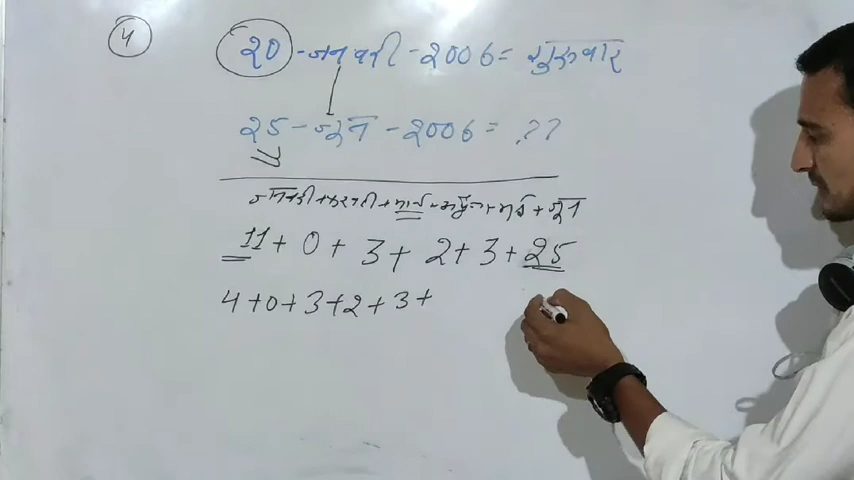 4
20 - जनवरी - 2006 = शुक्रवार
25 - जून - 2006 = ??
जनवरी + फरवरी + मार्च + अप्रैल + मई + जून
11 + 0 + 3 + 2 + 3 + 25
4 + 0 + 3 + 2 + 3 +